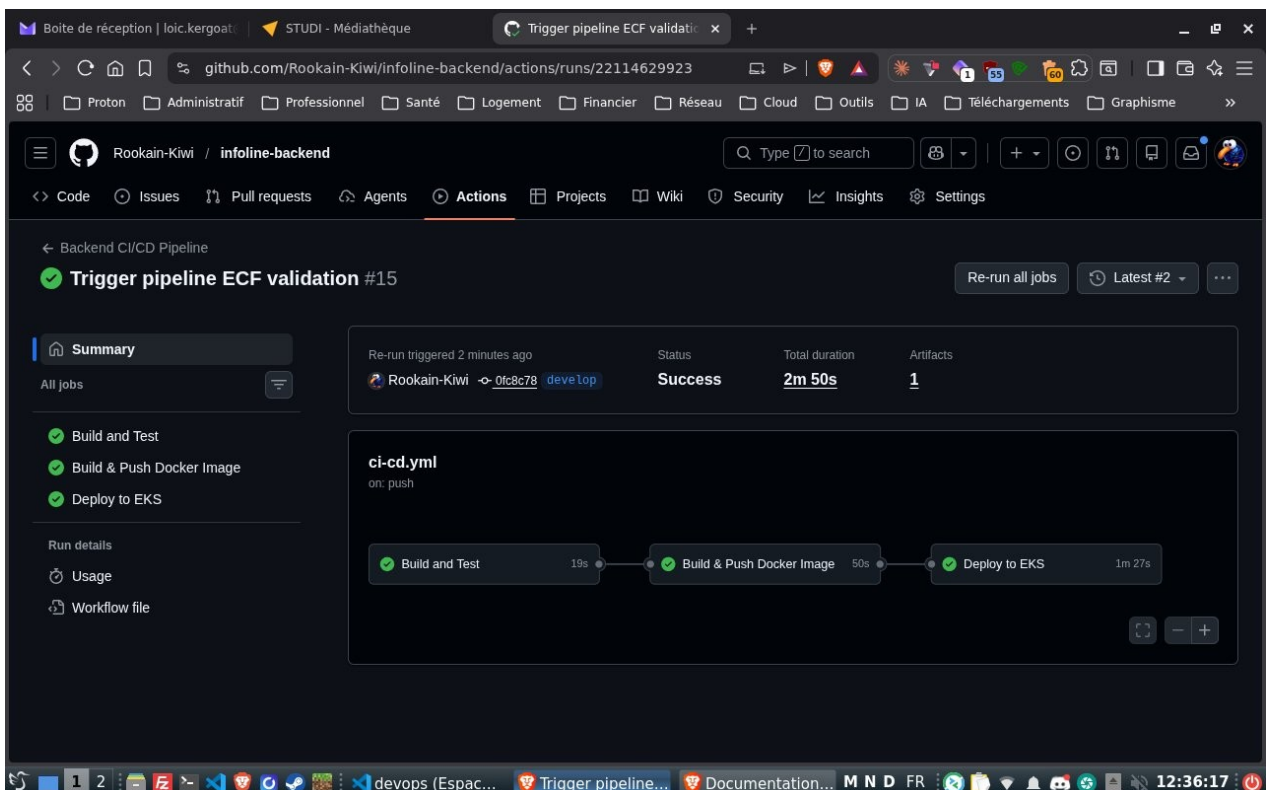 Boite de réception | loic.kergoat
STUDI - Médiathèque
Trigger pipeline ECF validatio
github.com/Rookain-Kiwi/infoline-backend/actions/runs/22114629923
1
55
60
Proton
Administratif
Professionnel
Santé
Logement
Financier
Réseau
Cloud
Outils
IA
Téléchargements
Graphisme
»
Rookain-Kiwi / infoline-backend
Type / to search
Code
Issues
Pull requests
Agents
Actions
Projects
Wiki
Security
Insights
Settings
← Backend CI/CD Pipeline
Trigger pipeline ECF validation #15
Re-run all jobs
Latest #2
Summary
All jobs
Build and Test
Build & Push Docker Image
Deploy to EKS
Run details
Usage
Workflow file
Re-run triggered 2 minutes ago
Rookain-Kiwi 0fc8c78 develop
Status
Success
Total duration
2m 50s
Artifacts
1
ci-cd.yml
on: push
Build and Test 19s
Build & Push Docker Image 50s
Deploy to EKS 1m 27s
1 2
devops (Espac...
Trigger pipeline...
Documentation...
M N D FR
12:36:17